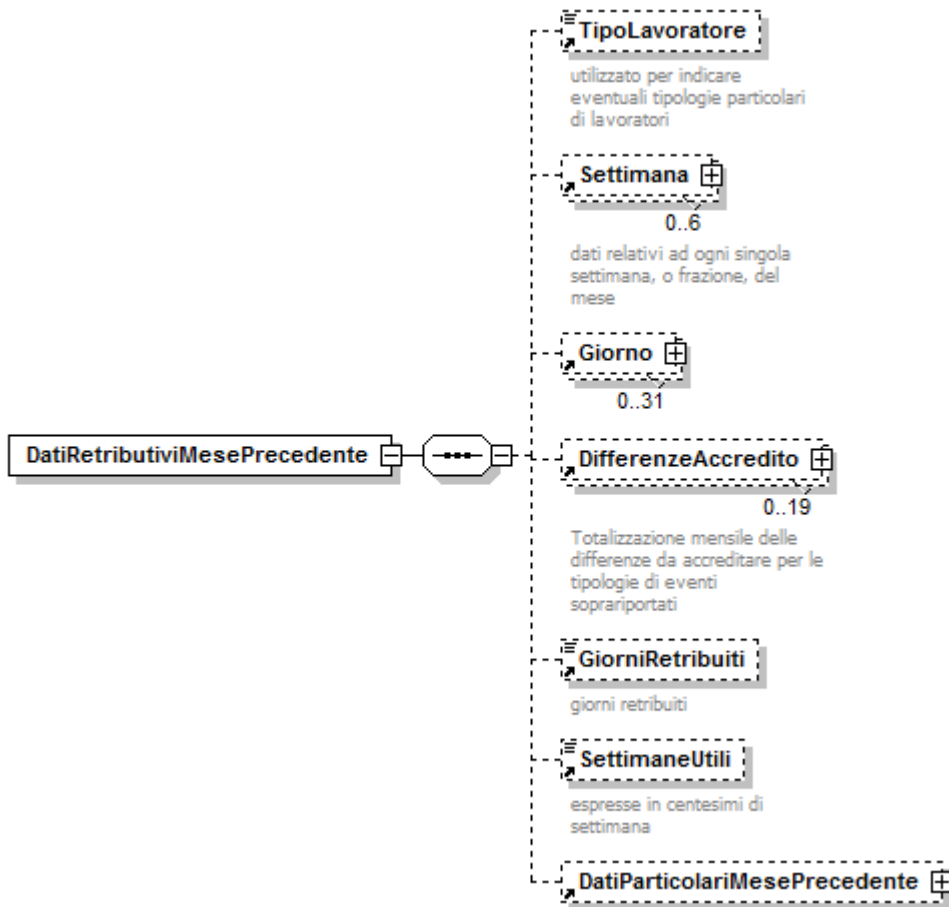 TipoLavoratore
utilizzato per indicare
eventuali tipologie particolari
di lavoratori
Settimana
0..6
dati relativi ad ogni singola
settimana, o frazione, del
mese
Giorno
0..31
DatiRetributiviMesePrecedente
DifferenzeAccredito
0..19
Totalizzazione mensile delle
differenze da accreditare per le
tipologie di eventi
soprariportati
GiorniRetribuiti
giorni retribuiti
SettimaneUtili
espresse in centesimi di
settimana
DatiParticolariMesePrecedente